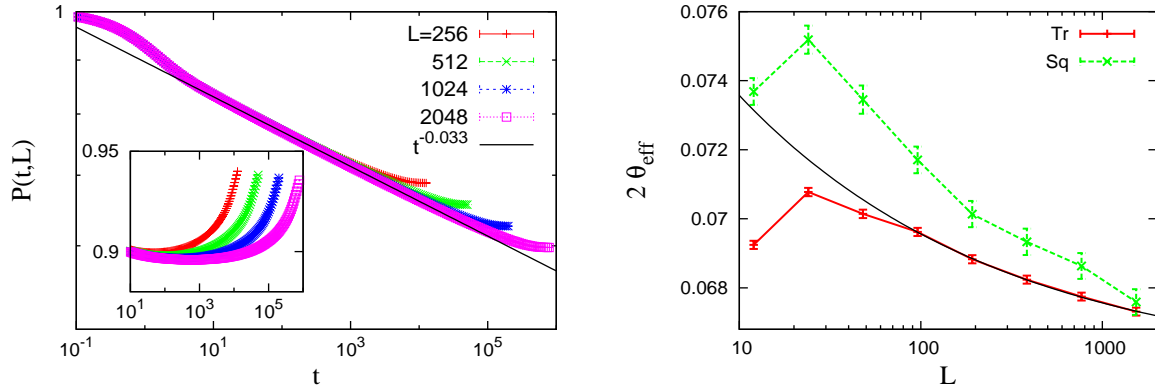 1
L=256
512
1024
2048
t^-0.033
P(t,L)
0.95
0.9
10^1 10^3 10^5
10^-1 10^1 10^3 10^5
t
0.076
Tr
Sq
0.074
0.072
0.07
0.068
2 θ_eff
10 100 1000
L